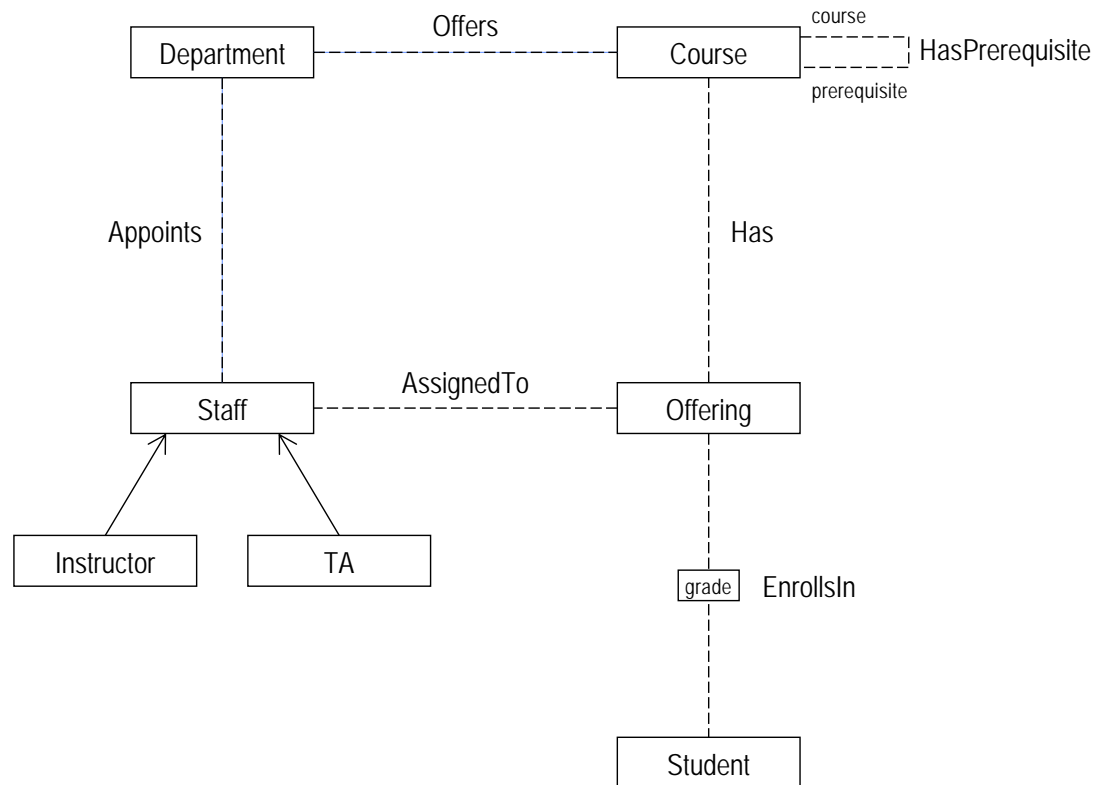 Offers
course
Department
Course
HasPrerequisite
prerequisite
Appoints
Has
AssignedTo
Staff
Offering
Instructor
TA
grade
EnrollsIn
Student